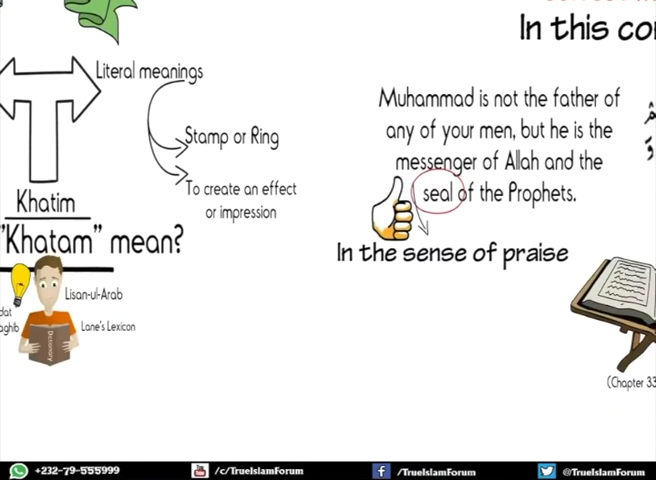 In this co
Literal meanings
Stamp or Ring
To create an effect
or impression
Khatim
"Khatam" mean?
Lisan-ul-Arab
Lane's Lexicon
Dictionary
Muhammad is not the father of
any of your men, but he is the
messenger of Allah and the
seal of the Prophets.
In the sense of praise
(Chapter 33
+232-79-555999
/c/TrueIslamForum
/TrueIslamForum
@TrueIslamForum